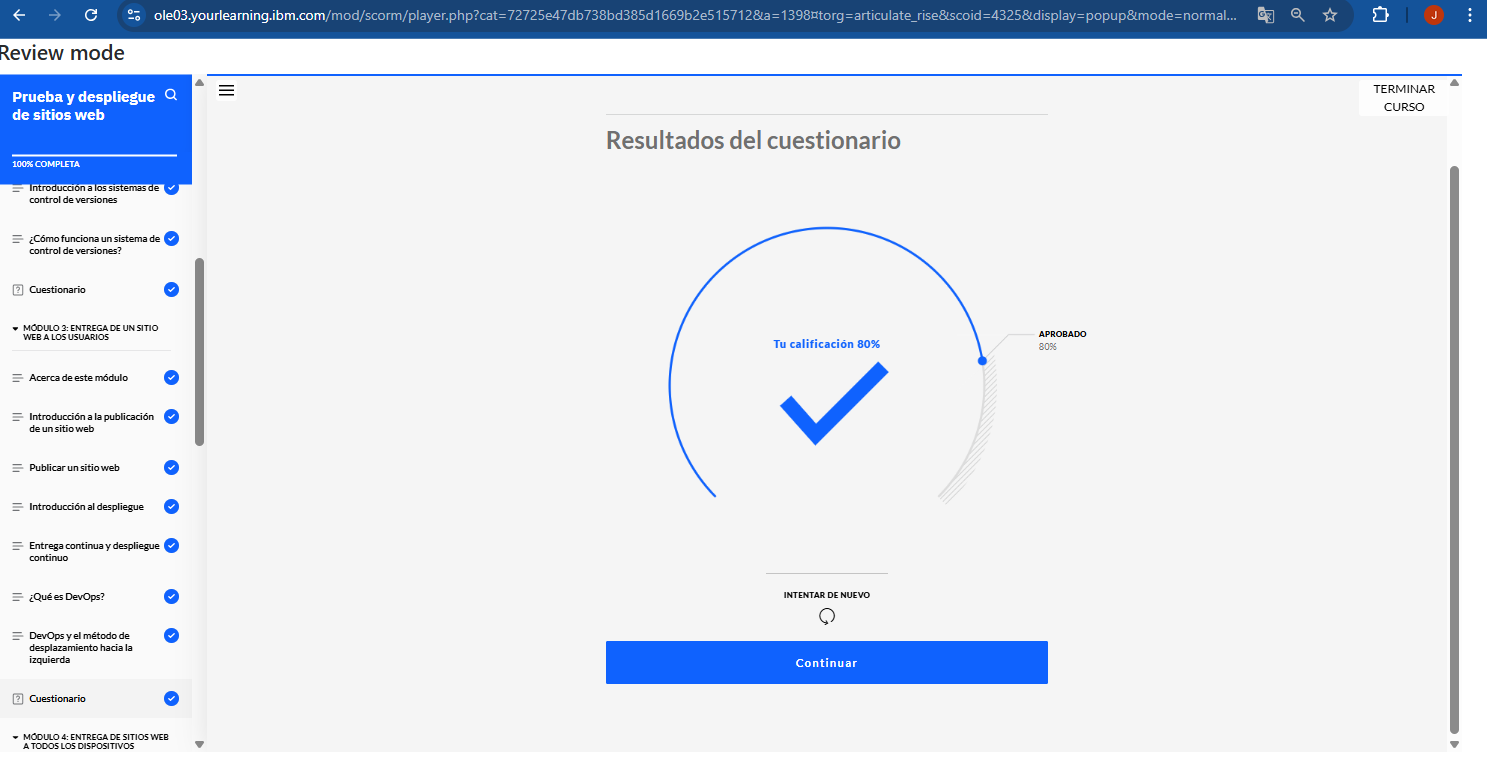 ole03.yourlearning.ibm.com/mod/scorm/player.php?cat=72725e47db738bd385d1669b2e515712&a=1398¤torg=articulate_rise&scoid=4325&display=popup&mode=normal...
J
Review mode
Prueba y despliegue
de sitios web
100% COMPLETA
Introducción a los sistemas de
control de versiones
¿Cómo funciona un sistema de
control de versiones?
Cuestionario
MÓDULO 3: ENTREGA DE UN SITIO
WEB A LOS USUARIOS
Acerca de este módulo
Introducción a la publicación
de un sitio web
Publicar un sitio web
Introducción al despliegue
Entrega continua y despliegue
continuo
¿Qué es DevOps?
DevOps y el método de
desplazamiento hacia la
izquierda
Cuestionario
MÓDULO 4: ENTREGA DE SITIOS WEB
A TODOS LOS DISPOSITIVOS
TERMINAR
CURSO
Resultados del cuestionario
Tu calificación 80%
APROBADO
80%
INTENTAR DE NUEVO
Continuar